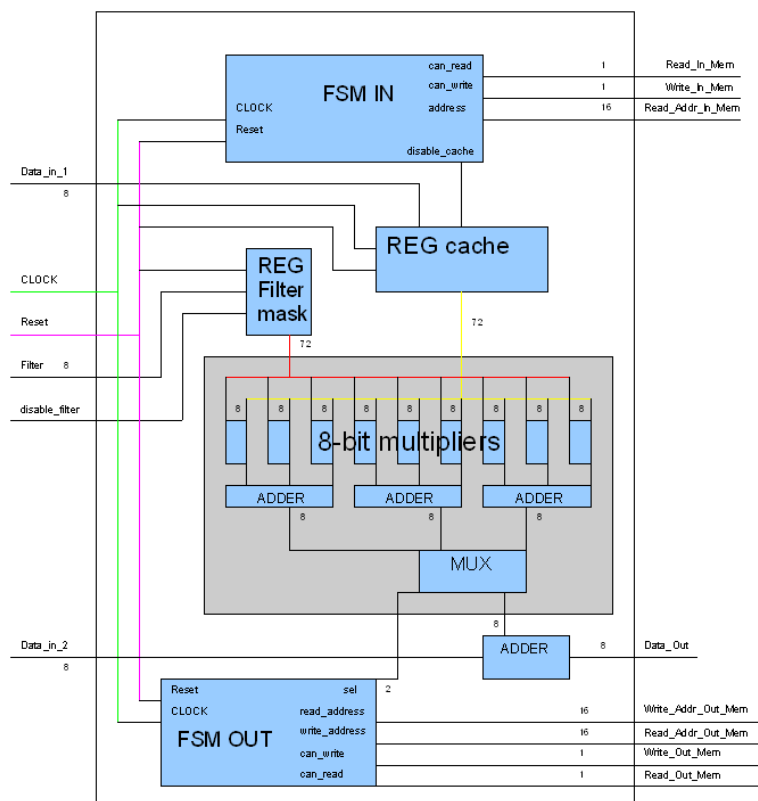 can_read
1
Read_In_Mem
FSM IN
can_write
1
Write_In_Mem
CLOCK
address
16
Read_Addr_In_Mem
Reset
disable_cache
Data_in_1
8
REG cache
REG
Filter
mask
CLOCK
Reset
72
72
Filter
8
disable_filter
8
8
8
8
8
8
8
8
8
8-bit multipliers
ADDER
ADDER
ADDER
8
8
8
MUX
8
Data_in_2
8
ADDER
8
Data_Out
Reset
sel
2
CLOCK
read_address
16
Write_Addr_Out_Mem
FSM OUT
write_address
16
Read_Addr_Out_Mem
can_write
1
Write_Out_Mem
can_read
1
Read_Out_Mem